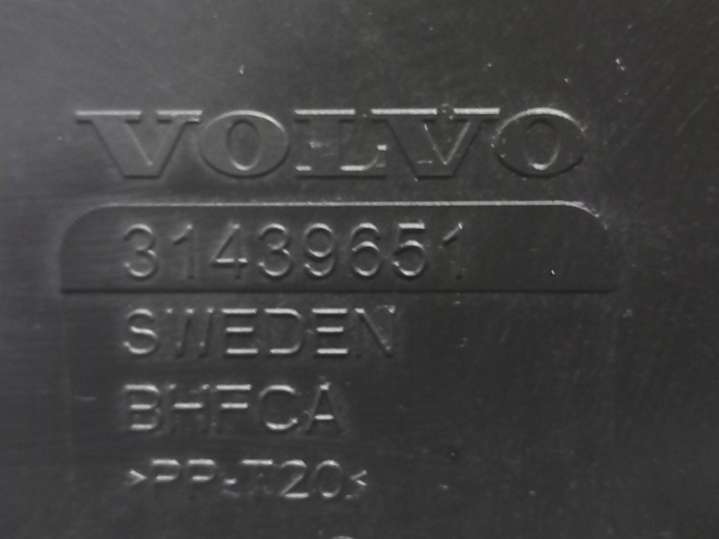 VOLVO
31439651
SWEDEN
BHFCA
>PP-T20<